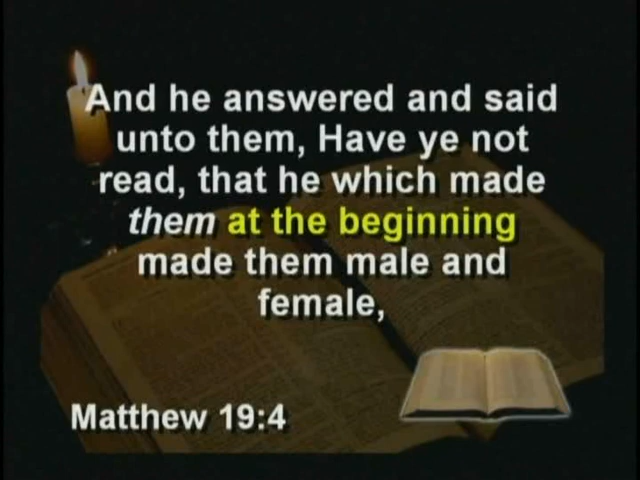 And he answered and said
unto them, Have ye not
read, that he which made
them at the beginning
made them male and
female,
Matthew 19:4